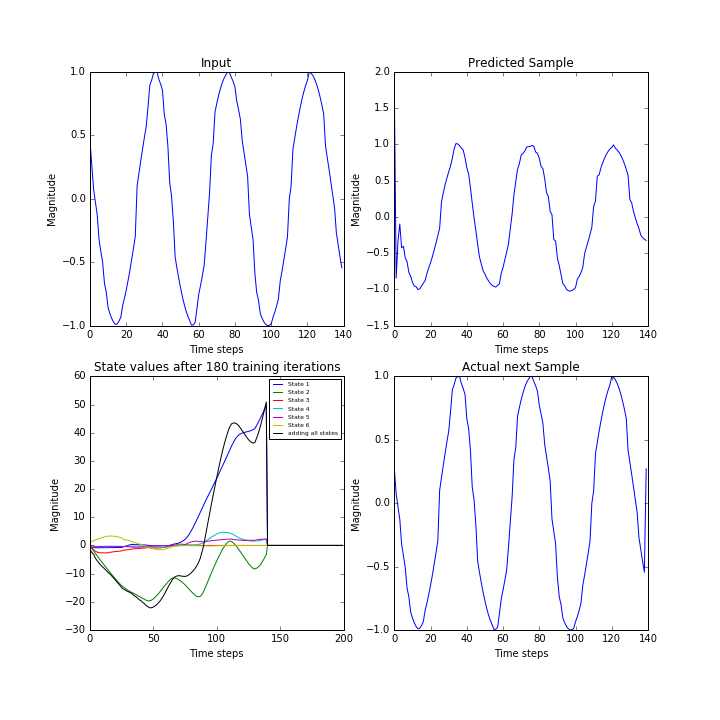 Input
Magnitude
1.0
0.5
0.0
−0.5
−1.0
0 20 40 60 80 100 120 140
Time steps
Predicted Sample
Magnitude
2.0
1.5
1.0
0.5
0.0
−0.5
−1.0
−1.5
0 20 40 60 80 100 120 140
Time steps
State values after 180 training iterations
Magnitude
60
50
40
30
20
10
0
−10
−20
−30
0 50 100 150 200
Time steps
State 1
State 2
State 3
State 4
State 5
State 6
adding all states
Actual next Sample
Magnitude
1.0
0.5
0.0
−0.5
−1.0
0 20 40 60 80 100 120 140
Time steps